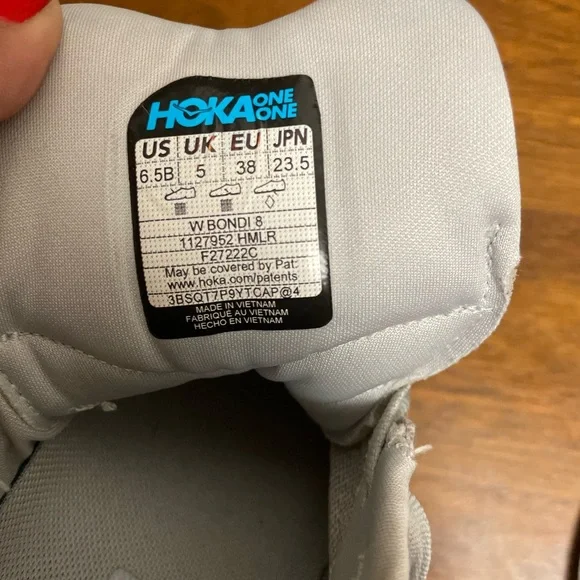 HOKA ONE ONE
US UK EU JPN
6.5B 5 38 23.5
W BONDI 8
1127952 HMLR
F27222C
May be covered by Pat:
www.hoka.com/patents
3BSQT7P9YTCAP@4
MADE IN VIETNAM
FABRIQUE AU VIETNAM
HECHO EN VIETNAM